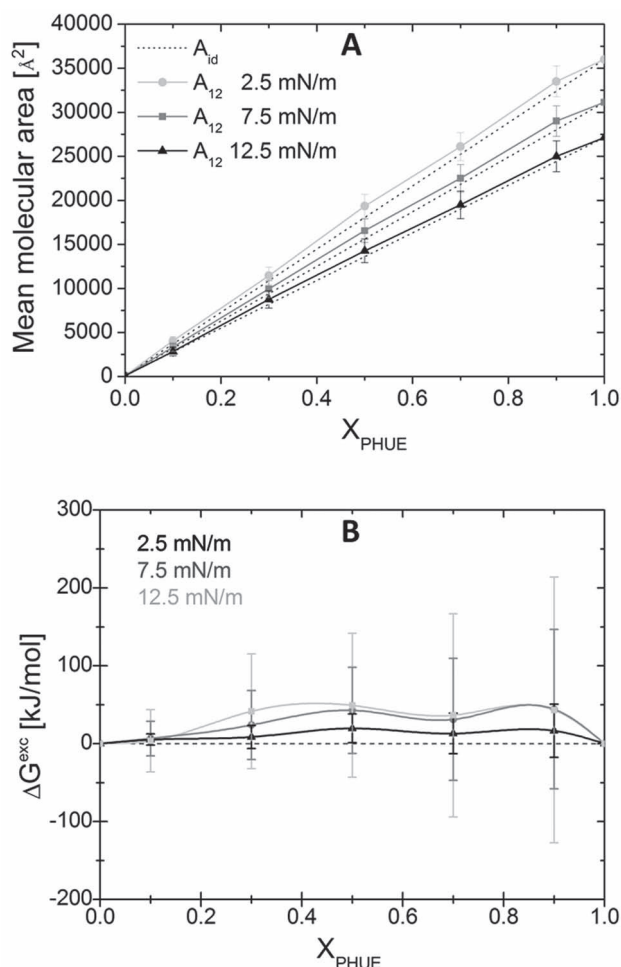 A
Mean molecular area [Å²]
40000
35000
30000
25000
20000
15000
10000
5000
0
A_id
A_12 2.5 mN/m
A_12 7.5 mN/m
A_12 12.5 mN/m
0.0 0.2 0.4 0.6 0.8 1.0
X_PHUE
B
ΔG^exc [kJ/mol]
300
200
100
0
-100
-200
2.5 mN/m
7.5 mN/m
12.5 mN/m
0.0 0.2 0.4 0.6 0.8 1.0
X_PHUE